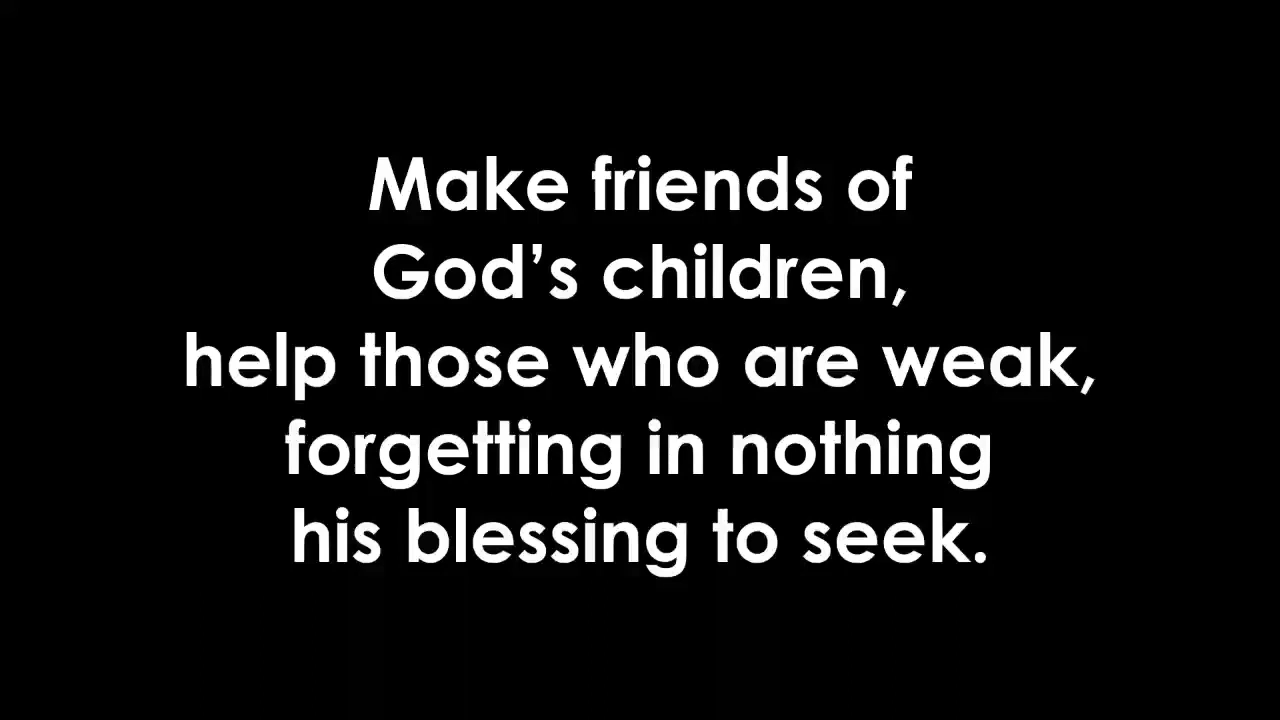 Make friends of
God’s children,
help those who are weak,
forgetting in nothing
his blessing to seek.